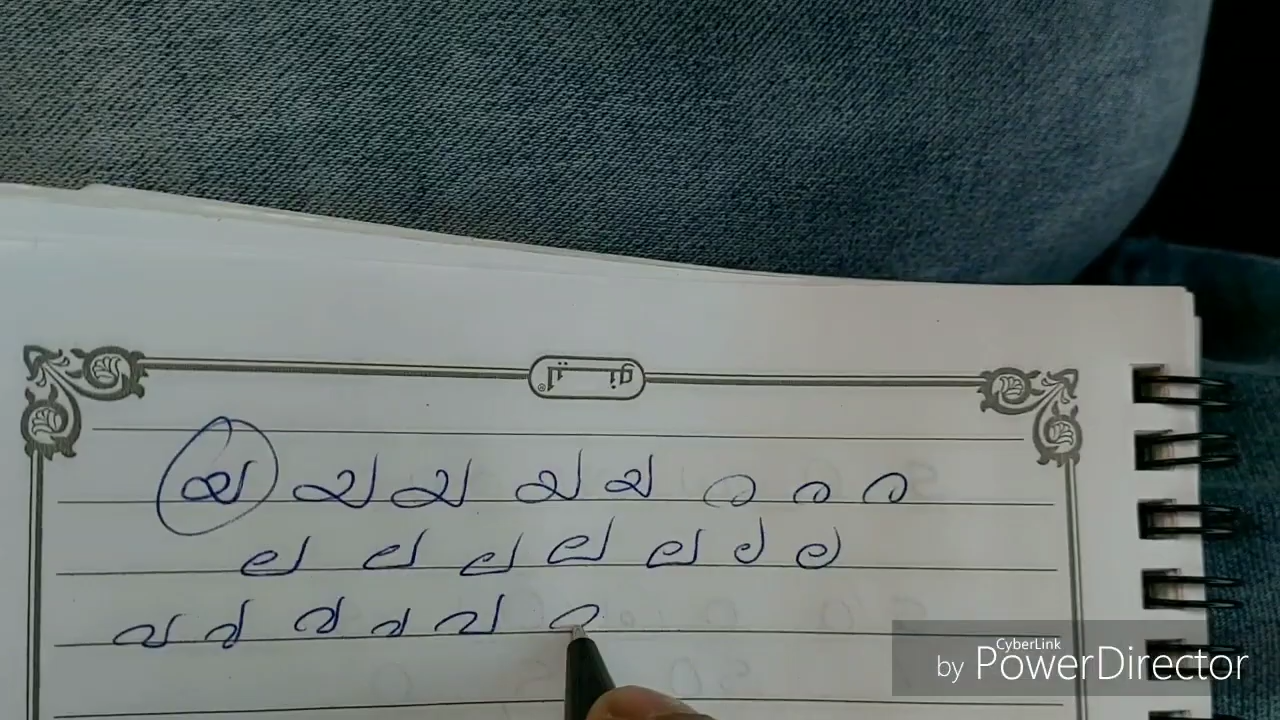 യ യ യ യ യ റ റ റ
ല ല ല ല ല ല ല
വ വ വ വ വ
CyberLink
by PowerDirector